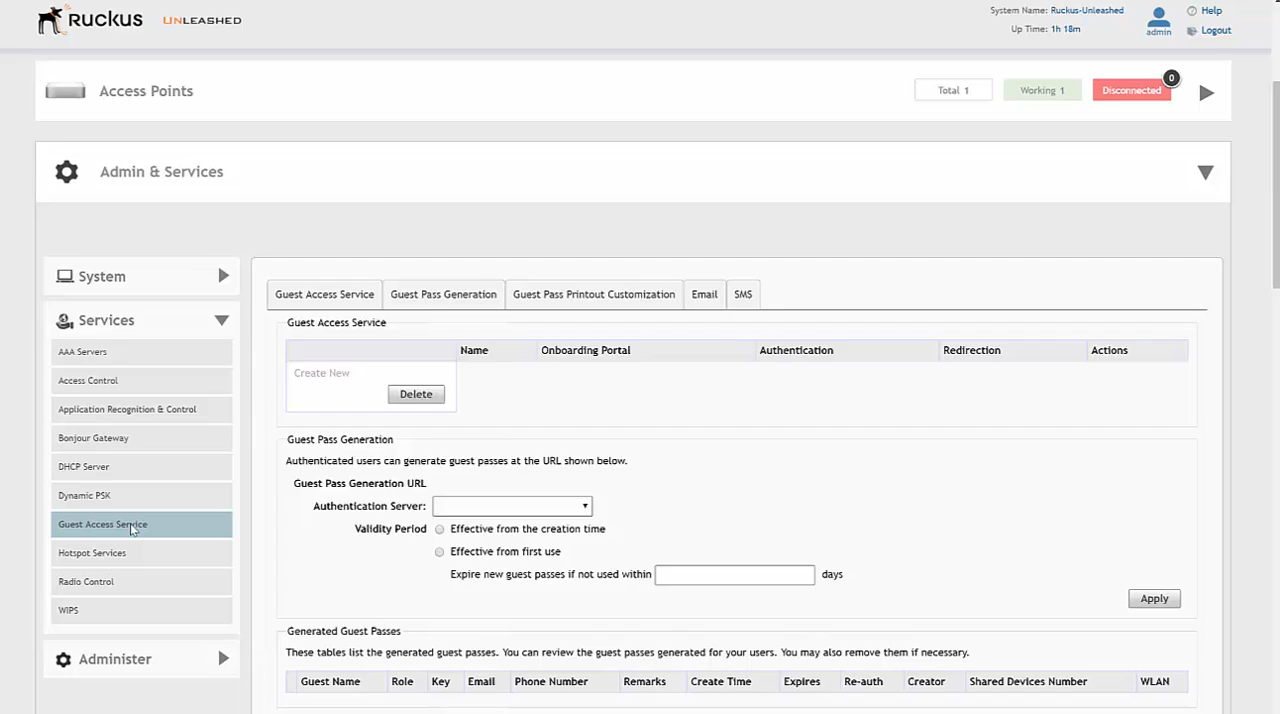 RUCKUS UNLEASHED
System Name: Ruckus-Unleashed
Up Time: 1h 18m
admin
Help
Logout
Access Points
Total 1
Working 1
Disconnected
0
Admin & Services
System
Services
AAA Servers
Access Control
Application Recognition & Control
Bonjour Gateway
DHCP Server
Dynamic PSK
Guest Access Service
Hotspot Services
Radio Control
WIPS
Administer
Guest Access Service Guest Pass Generation Guest Pass Printout Customization Email SMS
Guest Access Service
Name Onboarding Portal Authentication Redirection Actions
Create New
Delete
Guest Pass Generation
Authenticated users can generate guest passes at the URL shown below.
Guest Pass Generation URL
Authentication Server:
Validity Period Effective from the creation time
Effective from first use
Expire new guest passes if not used within days
Apply
Generated Guest Passes
These tables list the generated guest passes. You can review the guest passes generated for your users. You may also remove them if necessary.
Guest Name Role Key Email Phone Number Remarks Create Time Expires Re-auth Creator Shared Devices Number WLAN